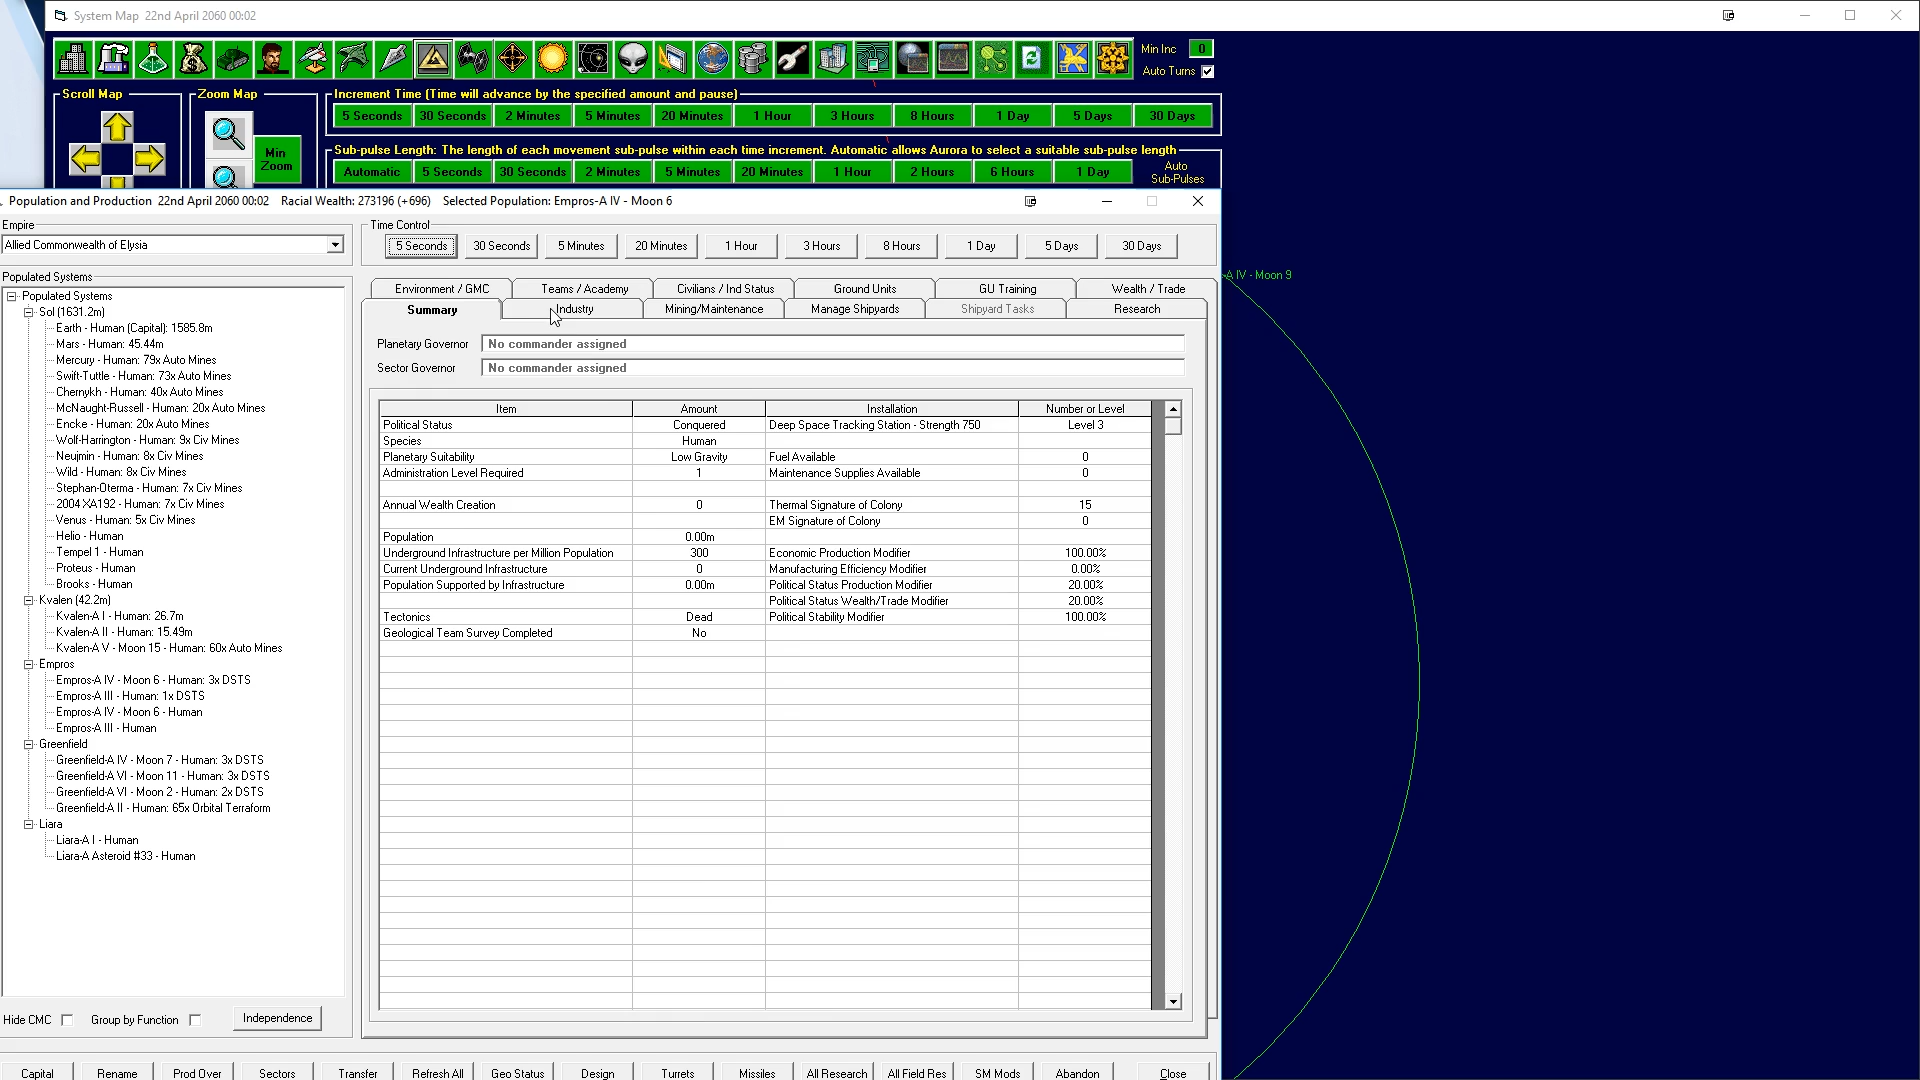 System Map  22nd April 2060 00:02
Min Inc 0
Auto Turns
Scroll Map
Zoom Map
Min Zoom
Increment Time (Time will advance by the specified amount and pause)
5 Seconds 30 Seconds 2 Minutes 5 Minutes 20 Minutes 1 Hour 3 Hours 8 Hours 1 Day 5 Days 30 Days
Sub-pulse Length: The length of each movement sub-pulse within each time increment. Automatic allows Aurora to select a suitable sub-pulse length
Automatic 5 Seconds 30 Seconds 2 Minutes 5 Minutes 20 Minutes 1 Hour 2 Hours 6 Hours 1 Day Auto Sub-Pulses
Population and Production  22nd April 2060 00:02  Racial Wealth: 273196 (+696)  Selected Population: Empros-A IV - Moon 6
Empire
Allied Commonwealth of Elysia
Time Control
5 Seconds 30 Seconds 5 Minutes 20 Minutes 1 Hour 3 Hours 8 Hours 1 Day 5 Days 30 Days
A IV - Moon 9
Populated Systems
Populated Systems
Sol (1631.2m)
Earth - Human (Capital): 1585.8m
Mars - Human: 45.44m
Mercury - Human: 79x Auto Mines
Swift-Tuttle - Human: 73x Auto Mines
Chernykh - Human: 40x Auto Mines
McNaught-Russell - Human: 20x Auto Mines
Encke - Human: 20x Auto Mines
Wolf-Harrington - Human: 9x Civ Mines
Neujmin - Human: 8x Civ Mines
Wild - Human: 8x Civ Mines
Stephan-Oterma - Human: 7x Civ Mines
2004 XA192 - Human: 7x Civ Mines
Venus - Human: 5x Civ Mines
Helio - Human
Tempel 1 - Human
Proteus - Human
Brooks - Human
Kvalen (42.2m)
Kvalen-A I - Human: 26.7m
Kvalen-A II - Human: 15.49m
Kvalen-A V - Moon 15 - Human: 60x Auto Mines
Empros
Empros-A IV - Moon 6 - Human: 3x DSTS
Empros-A III - Human: 1x DSTS
Empros-A IV - Moon 6 - Human
Empros-A III - Human
Greenfield
Greenfield-A IV - Moon 7 - Human: 3x DSTS
Greenfield-A VI - Moon 11 - Human: 3x DSTS
Greenfield-A VI - Moon 2 - Human: 2x DSTS
Greenfield-A II - Human: 65x Orbital Terraform
Liara
Liara-A I - Human
Liara-A Asteroid #33 - Human
Hide CMC Group by Function Independence
Environment / GMC Teams / Academy Civilians / Ind Status Ground Units GU Training Wealth / Trade
Summary Industry Mining/Maintenance Manage Shipyards Shipyard Tasks Research
Planetary Governor No commander assigned
Sector Governor No commander assigned
Item Amount Installation Number or Level
Political Status Conquered Deep Space Tracking Station - Strength 750 Level 3
Species Human
Planetary Suitability Low Gravity Fuel Available 0
Administration Level Required 1 Maintenance Supplies Available 0
Annual Wealth Creation 0 Thermal Signature of Colony 15
EM Signature of Colony 0
Population 0.00m
Underground Infrastructure per Million Population 300 Economic Production Modifier 100.00%
Current Underground Infrastructure 0 Manufacturing Efficiency Modifier 0.00%
Population Supported by Infrastructure 0.00m Political Status Production Modifier 20.00%
Political Status Wealth/Trade Modifier 20.00%
Tectonics Dead Political Stability Modifier 100.00%
Geological Team Survey Completed No
Capital Rename Prod Over Sectors Transfer Refresh All Geo Status Design Turrets Missiles All Research All Field Res SM Mods Abandon Close